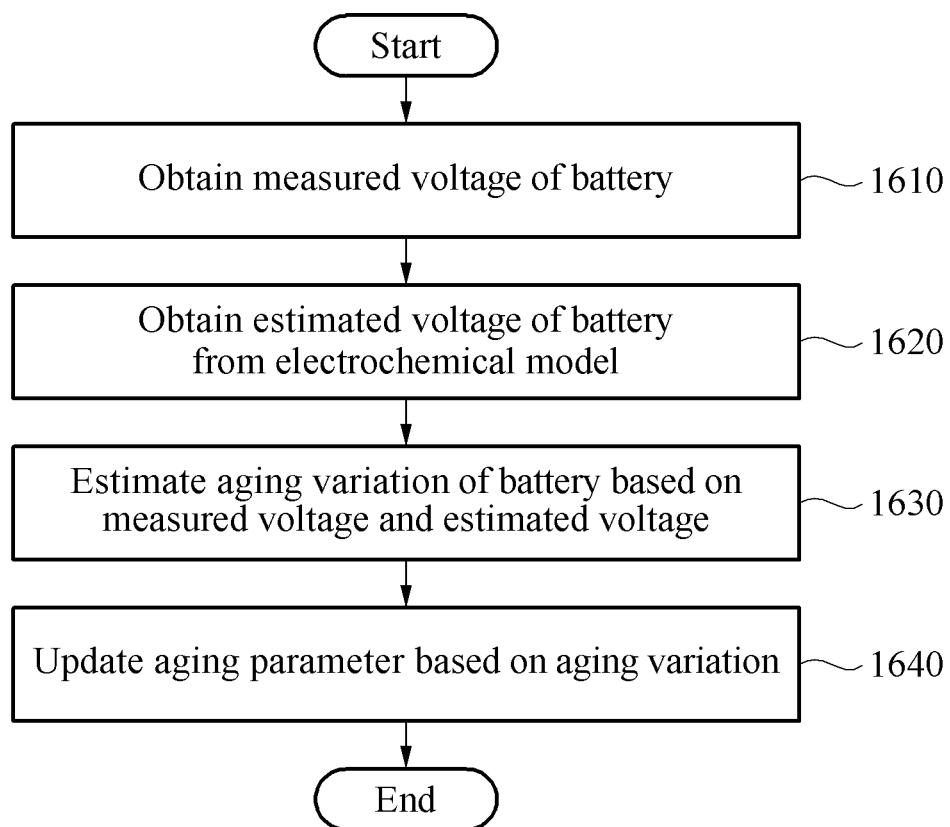 Start
Obtain measured voltage of battery
1610
Obtain estimated voltage of battery
from electrochemical model
1620
Estimate aging variation of battery based on
measured voltage and estimated voltage
1630
Update aging parameter based on aging variation
1640
End